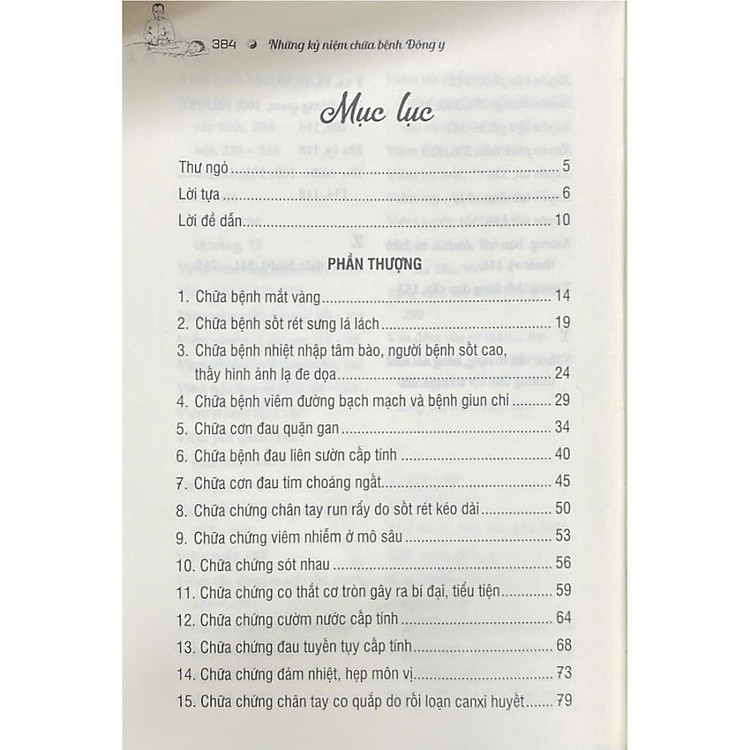 384 Những kỷ niệm chữa bệnh Đông y
Mục lục
Thư ngỏ.....5
Lời tựa.....6
Lời đề dẫn.....10
PHẦN THƯỢNG
1. Chữa bệnh mắt vàng.....14
2. Chữa bệnh sốt rét sưng lá lách.....19
3. Chữa bệnh nhiệt nhập tâm bào, người bệnh sốt cao,
thấy hình ảnh lạ đe dọa.....24
4. Chữa bệnh viêm đường bạch mạch và bệnh giun chỉ.....29
5. Chữa cơn đau quặn gan.....34
6. Chữa bệnh đau liên sườn cấp tính.....40
7. Chữa cơn đau tim choáng ngất.....45
8. Chữa chứng chân tay run rẩy do sốt rét kéo dài.....50
9. Chữa chứng viêm nhiễm ở mô sâu.....53
10. Chữa chứng sót nhau.....56
11. Chữa chứng co thắt cơ tròn gây ra bí đại, tiểu tiện.....59
12. Chữa chứng cườm nước cấp tính.....64
13. Chữa chứng đau tuyến tụy cấp tính.....68
14. Chữa chứng đảm nhiệt, hẹp môn vị.....73
15. Chữa chứng chân tay co quắp do rối loạn canxi huyết.....79